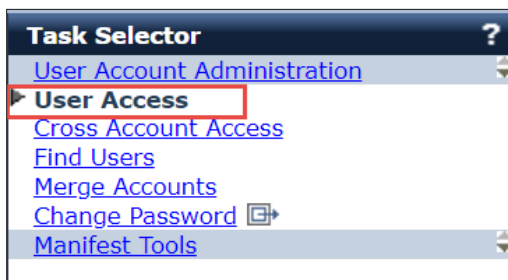 Task Selector ?
User Account Administration
User Access
Cross Account Access
Find Users
Merge Accounts
Change Password
Manifest Tools